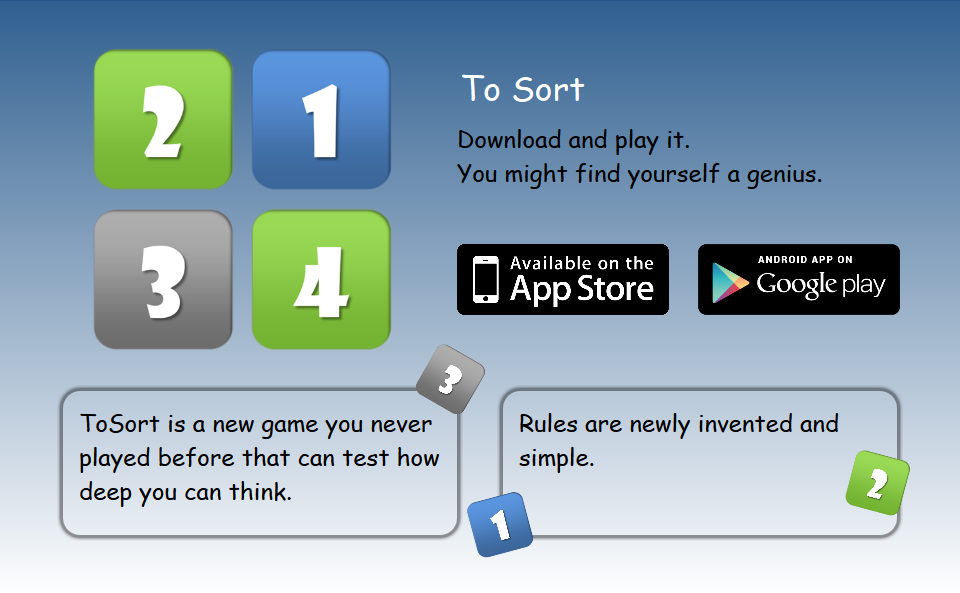 2 1
To Sort
Download and play it.
You might find yourself a genius.
3 4
Available on the
App Store
ANDROID APP ON
Google play
3
ToSort is a new game you never
played before that can test how
deep you can think.
Rules are newly invented and
simple.
2
1